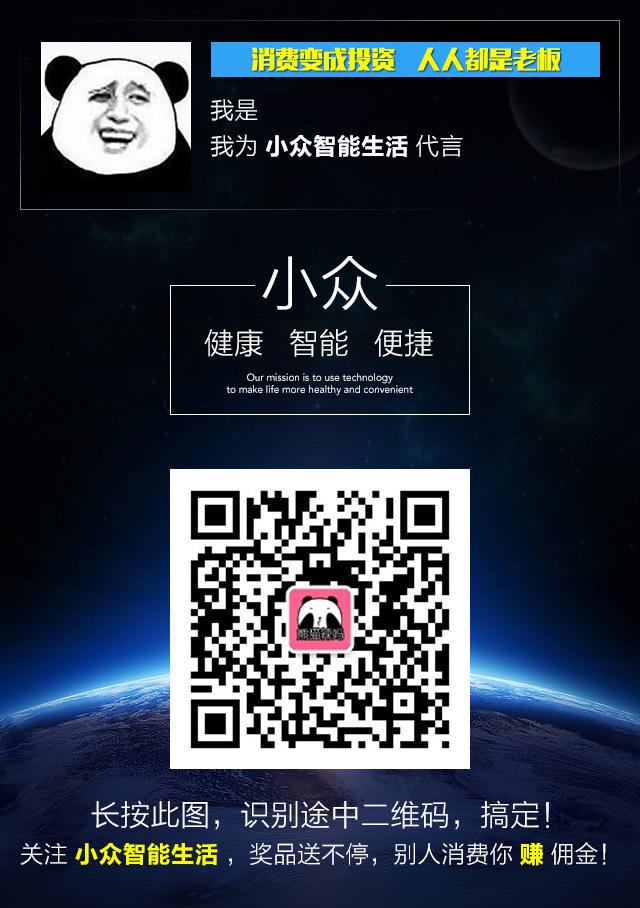 消费变成投资 人人都是老板
我是
我为 小众智能生活 代言
小众
健康 智能 便捷
Our mission is to use technology
to make life more healthy and convenient
熊猫辣妈
长按此图，识别途中二维码，搞定！
关注 小众智能生活 ，奖品送不停，别人消费你 赚 佣金！